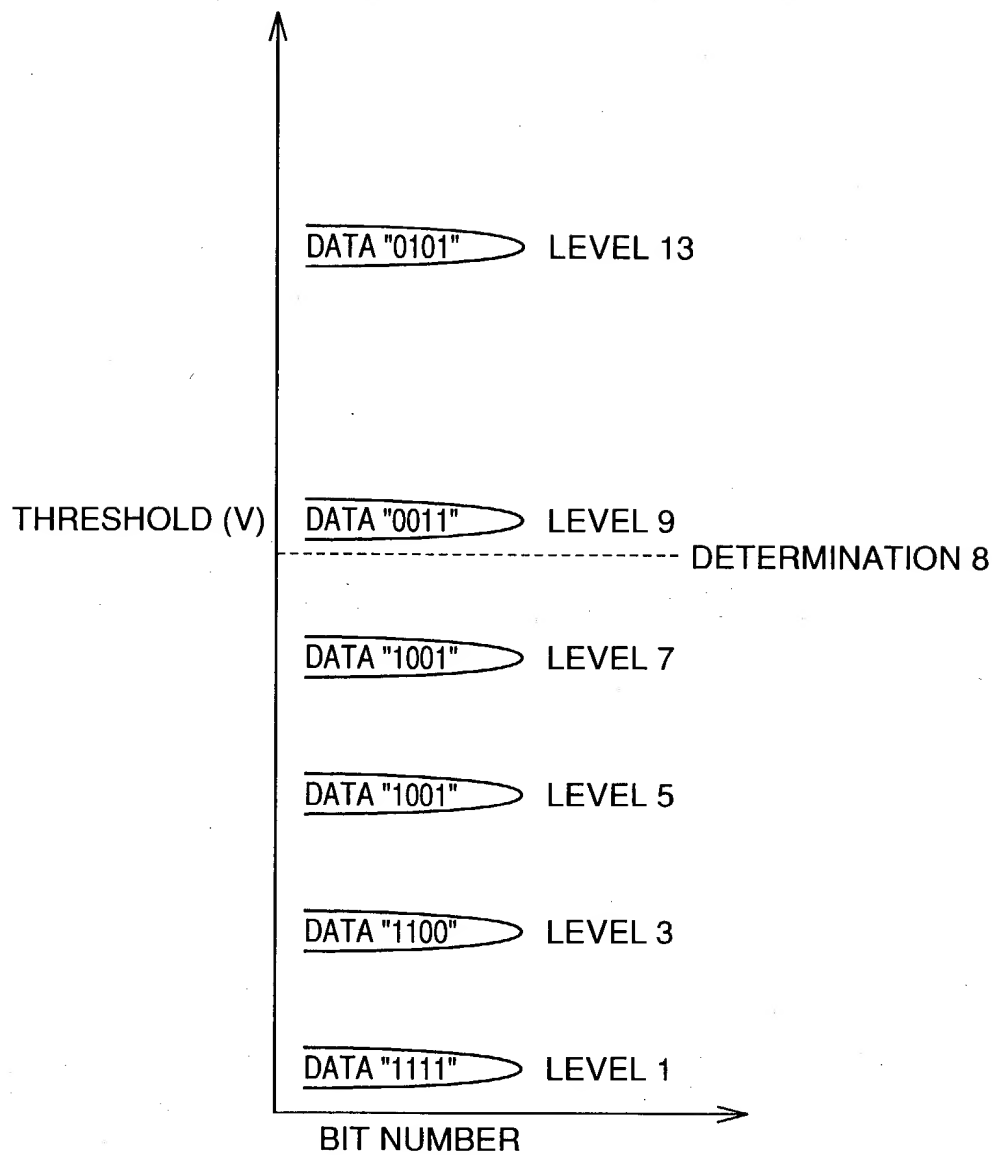 DATA "0101" LEVEL 13
THRESHOLD (V) DATA "0011" LEVEL 9
DETERMINATION 8
DATA "1001" LEVEL 7
DATA "1001" LEVEL 5
DATA "1100" LEVEL 3
DATA "1111" LEVEL 1
BIT NUMBER